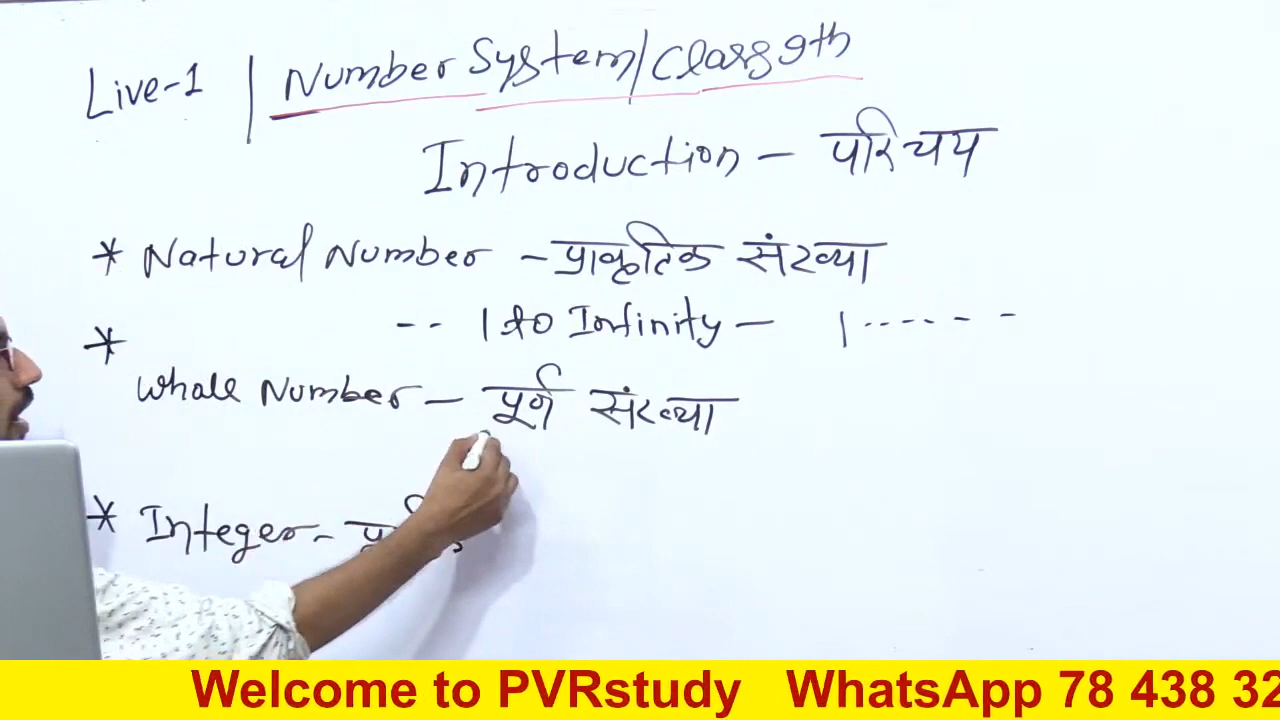 Live-1 | Number System/Class 9th
Introduction - परिचय
* Natural Number - प्राकृतिक संख्या
-- 1 to Infinity - 1 ------
*
Whole Number - पूर्ण संख्या
* Integer -
Welcome to PVRstudy WhatsApp 78 438 32